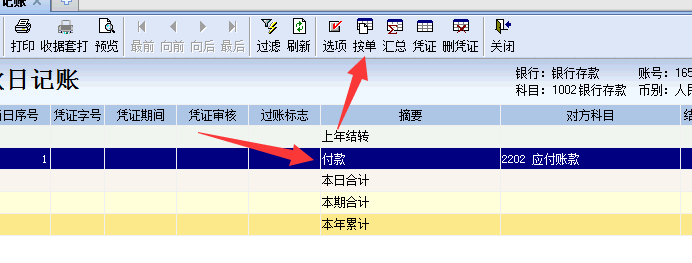 记账
打印 收据套打 预览 最前 向前 向后 最后 过滤 刷新 选项 按单 汇总 凭证 删凭证 关闭
日记账
银行：银行存款 账号：165
科目：1002银行存款 币别：人民
日序号 凭证字号 凭证期间 凭证审核 过账标志 摘要 对方科目
上年结转
1 付款 2202 应付账款
本日合计
本期合计
本年累计